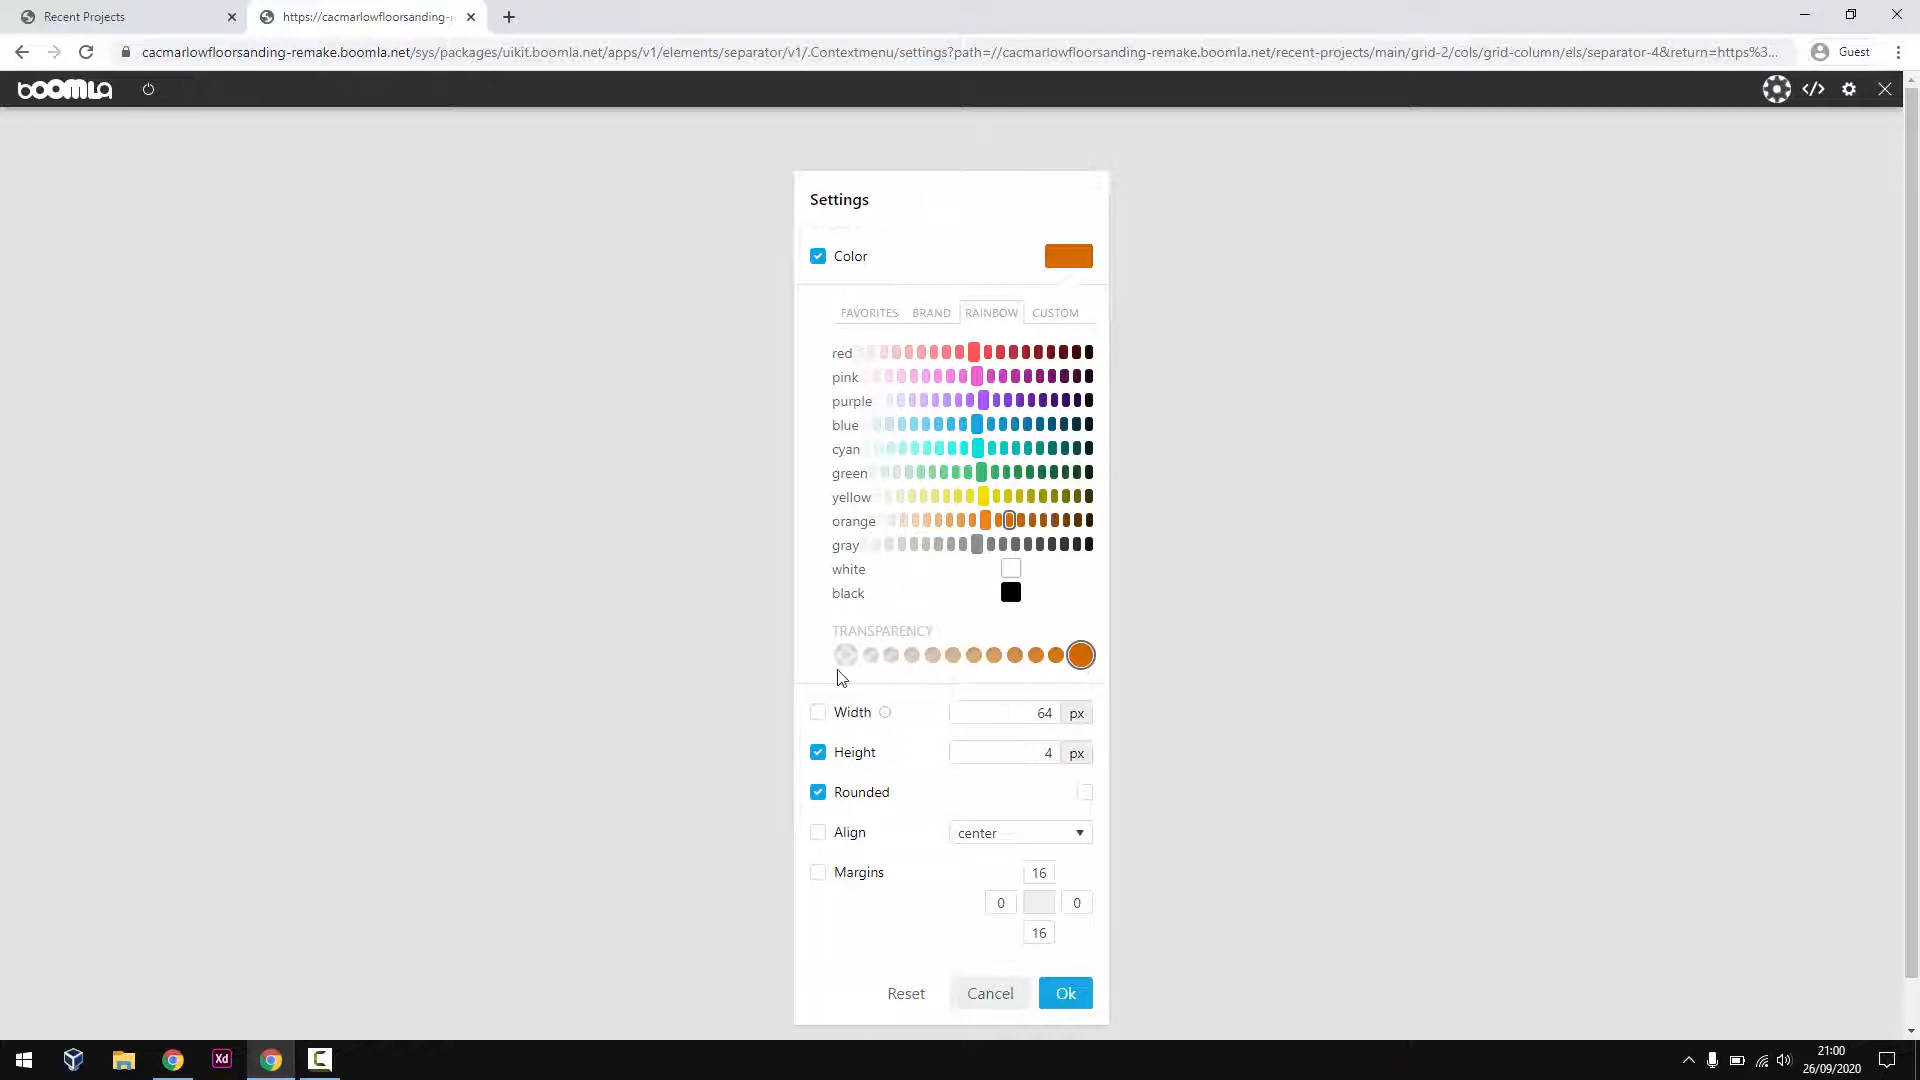 Recent Projects
https://cacmarlowfloorsanding-r
cacmarlowfloorsanding-remake.boomla.net/sys/packages/uikit.boomla.net/apps/v1/elements/separator/v1/.Contextmenu/settings?path=//cacmarlowfloorsanding-remake.boomla.net/recent-projects/main/grid-2/cols/grid-column/els/separator-4&return=https%3...
Guest
boomla
Settings
Color
FAVORITES BRAND RAINBOW CUSTOM
red
pink
purple
blue
cyan
green
yellow
orange
gray
white
black
TRANSPARENCY
Width 64 px
Height 4 px
Rounded
Align center
Margins 16
0 0
16
Reset Cancel Ok
Xd
21:00
26/09/2020